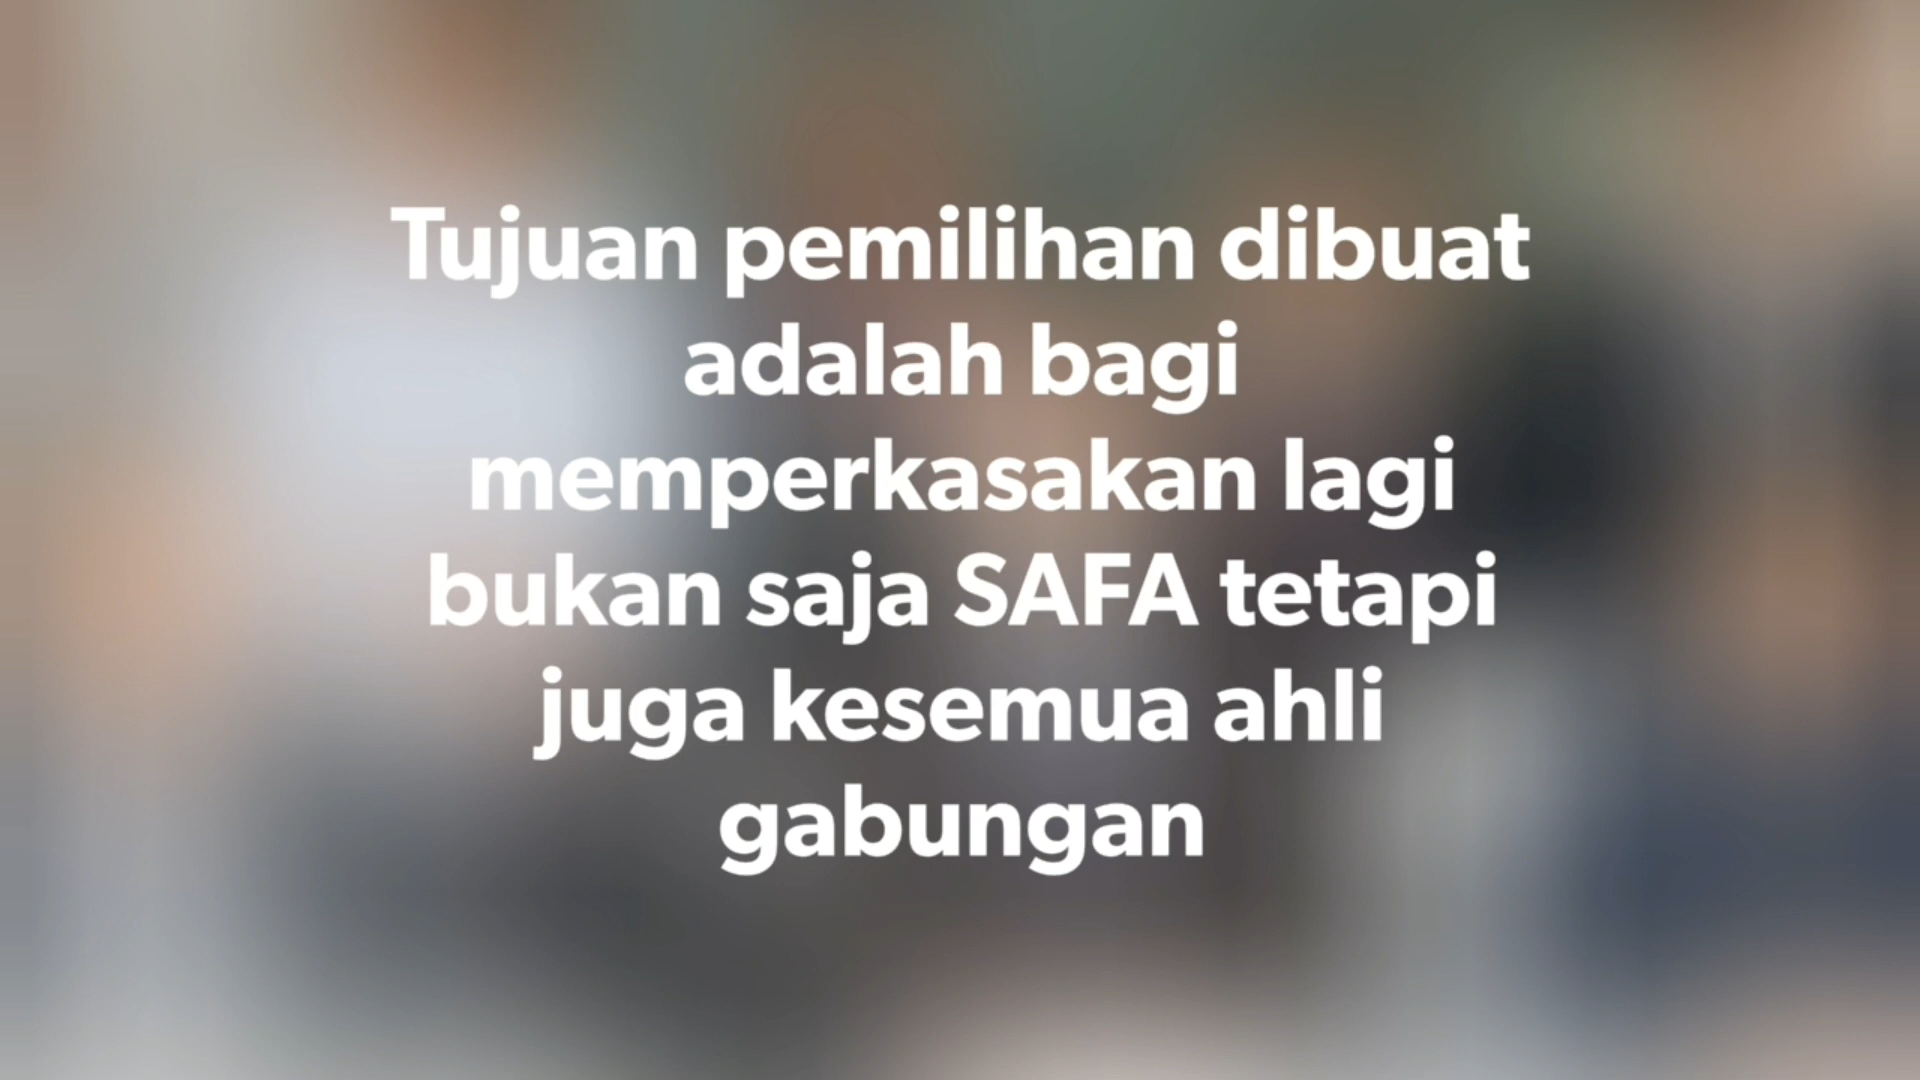 Tujuan pemilihan dibuat
adalah bagi
memperkasakan lagi
bukan saja SAFA tetapi
juga kesemua ahli
gabungan